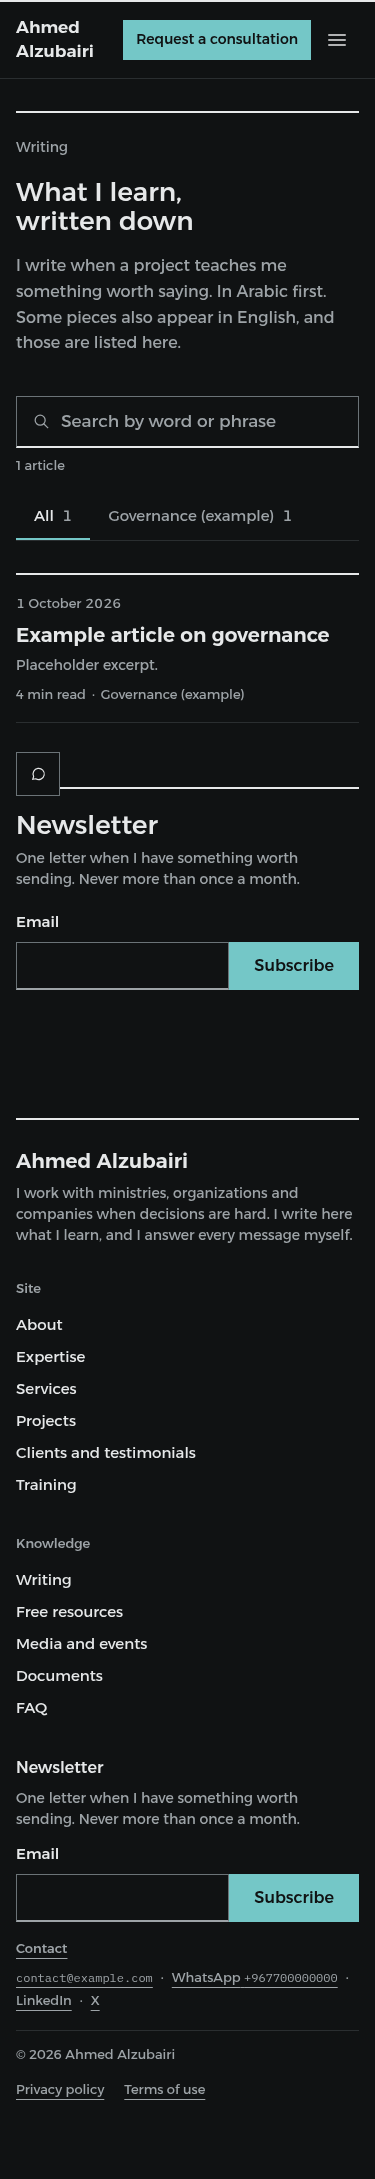 Ahmed
Alzubairi
Request a consultation
Writing
What I learn,
written down
I write when a project teaches me
something worth saying. In Arabic first.
Some pieces also appear in English, and
those are listed here.
Search by word or phrase
1 article
All 1
Governance (example) 1
1 October 2026
Example article on governance
Placeholder excerpt.
4 min read · Governance (example)
Newsletter
One letter when I have something worth
sending. Never more than once a month.
Email
Subscribe
Ahmed Alzubairi
I work with ministries, organizations and
companies when decisions are hard. I write here
what I learn, and I answer every message myself.
Site
About
Expertise
Services
Projects
Clients and testimonials
Training
Knowledge
Writing
Free resources
Media and events
Documents
FAQ
Newsletter
One letter when I have something worth
sending. Never more than once a month.
Email
Subscribe
Contact
contact@example.com · WhatsApp +967700000000 ·
LinkedIn · X
© 2026 Ahmed Alzubairi
Privacy policy Terms of use